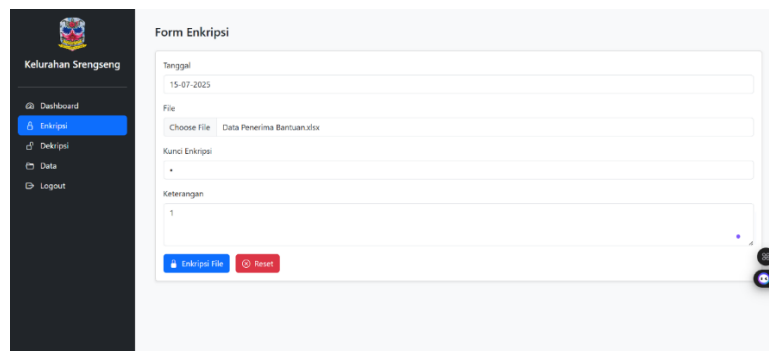 Kelurahan Srengseng
Dashboard
Enkripsi
Dekripsi
Data
Logout
Form Enkripsi
Tanggal
15-07-2025
File
Choose File Data Penerima Bantuan.xlsx
Kunci Enkripsi
•
Keterangan
1
Enkripsi File Reset